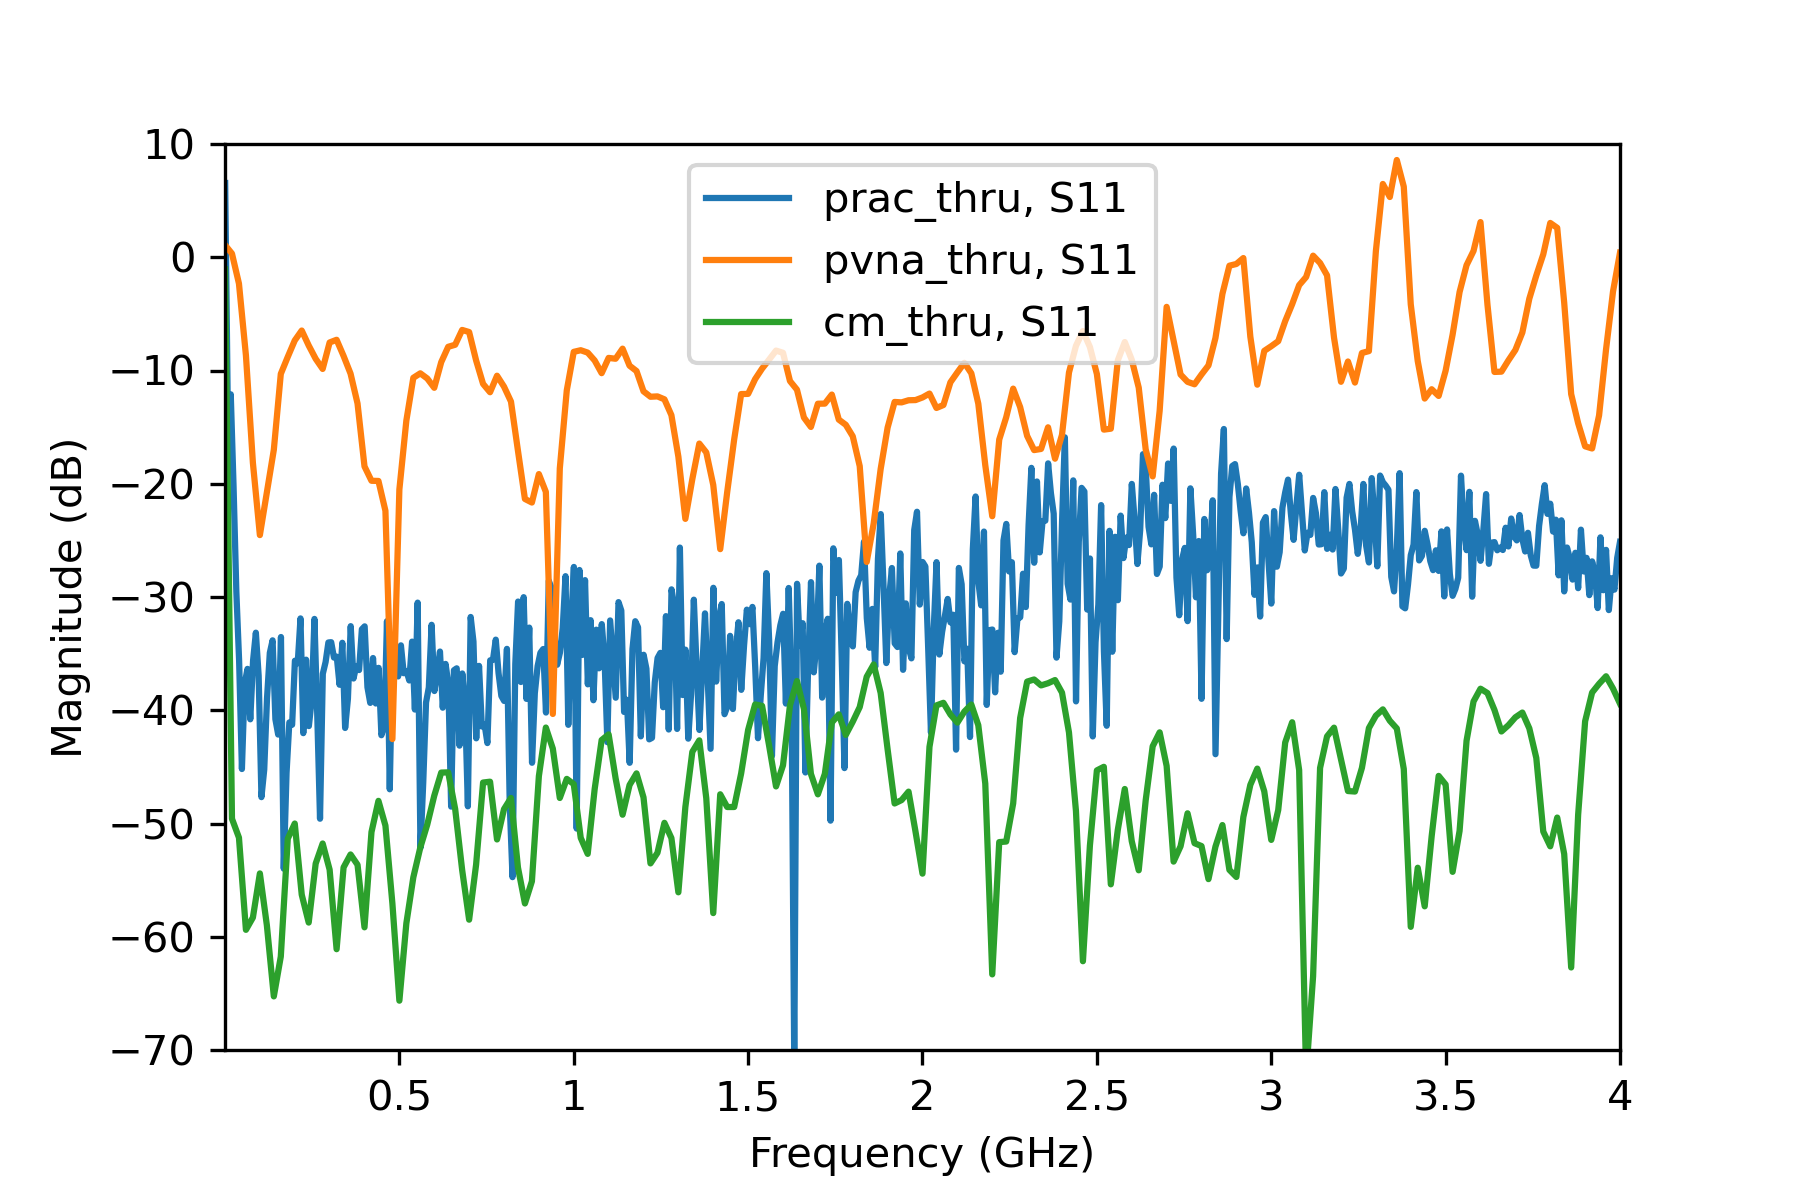 10
0
−10
−20
−30
−40
−50
−60
−70
Magnitude (dB)
prac_thru, S11
pvna_thru, S11
cm_thru, S11
0.5 1 1.5 2 2.5 3 3.5 4
Frequency (GHz)